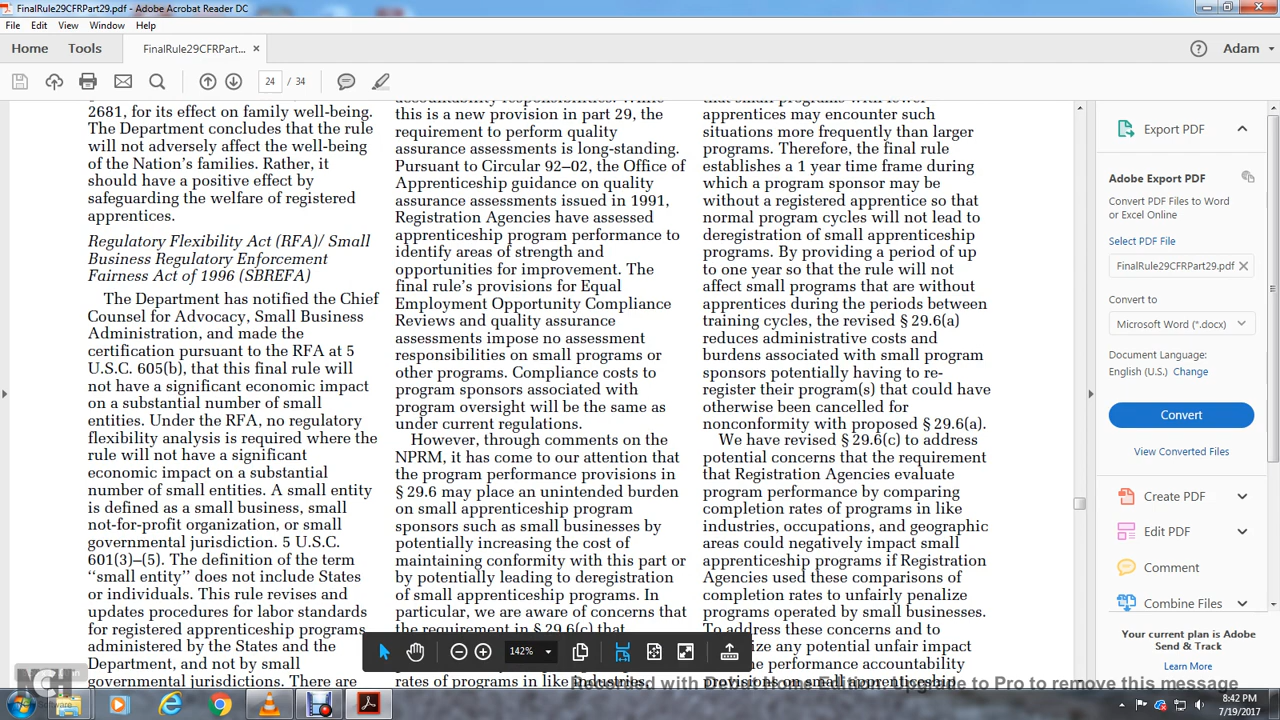 FinalRule29CFRPart29.pdf - Adobe Acrobat Reader DC
File Edit View Window Help
Home Tools FinalRule29CFRPart... × Adam
24 / 34
2681, for its effect on family well-being.
The Department concludes that the rule
will not adversely affect the well-being
of the Nation's families. Rather, it
should have a positive effect by
safeguarding the welfare of registered
apprentices.
Regulatory Flexibility Act (RFA)/ Small
Business Regulatory Enforcement
Fairness Act of 1996 (SBREFA)
The Department has notified the Chief
Counsel for Advocacy, Small Business
Administration, and made the
certification pursuant to the RFA at 5
U.S.C. 605(b), that this final rule will
not have a significant economic impact
on a substantial number of small
entities. Under the RFA, no regulatory
flexibility analysis is required where the
rule will not have a significant
economic impact on a substantial
number of small entities. A small entity
is defined as a small business, small
not-for-profit organization, or small
governmental jurisdiction. 5 U.S.C.
601(3)–(5). The definition of the term
‘‘small entity’’ does not include States
or individuals. This rule revises and
updates procedures for labor standards
for registered apprenticeship programs
administered by the States and the
Department, and not by small
governmental jurisdictions. There are
accountability responsibilities. While
this is a new provision in part 29, the
requirement to perform quality
assurance assessments is long-standing.
Pursuant to Circular 92–02, the Office of
Apprenticeship guidance on quality
assurance assessments issued in 1991,
Registration Agencies have assessed
apprenticeship program performance to
identify areas of strength and
opportunities for improvement. The
final rule's provisions for Equal
Employment Opportunity Compliance
Reviews and quality assurance
assessments impose no assessment
responsibilities on small programs or
other programs. Compliance costs to
program sponsors associated with
program oversight will be the same as
under current regulations.
However, through comments on the
NPRM, it has come to our attention that
the program performance provisions in
§ 29.6 may place an unintended burden
on small apprenticeship program
sponsors such as small businesses by
potentially increasing the cost of
maintaining conformity with this part or
by potentially leading to deregistration
of small apprenticeship programs. In
particular, we are aware of concerns that
the requirement in § 29.6(c) that
rates of programs in like industries,
that small programs with fewer
apprentices may encounter such
situations more frequently than larger
programs. Therefore, the final rule
establishes a 1 year time frame during
which a program sponsor may be
without a registered apprentice so that
normal program cycles will not lead to
deregistration of small apprenticeship
programs. By providing a period of up
to one year so that the rule will not
affect small programs that are without
apprentices during the periods between
training cycles, the revised § 29.6(a)
reduces administrative costs and
burdens associated with small program
sponsors potentially having to re-
register their program(s) that could have
otherwise been cancelled for
nonconformity with proposed § 29.6(a).
We have revised § 29.6(c) to address
potential concerns that the requirement
that Registration Agencies evaluate
program performance by comparing
completion rates of programs in like
industries, occupations, and geographic
areas could negatively impact small
apprenticeship programs if Registration
Agencies used these comparisons of
completion rates to unfairly penalize
programs operated by small businesses.
To address these concerns and to
ize any potential unfair impact
ne performance accountability
provisions on small apprenticeship
142%
Export PDF
Adobe Export PDF
Convert PDF Files to Word
or Excel Online
Select PDF File
FinalRule29CFRPart29.pdf ×
Convert to
Microsoft Word (*.docx)
Document Language:
English (U.S.) Change
Convert
View Converted Files
Create PDF
Edit PDF
Comment
Combine Files
Your current plan is Adobe
Send & Track
Learn More
NCH
Software
Recorded with Debut Home Edition. Upgrade to Pro to remove this message
8:42 PM
7/19/2017